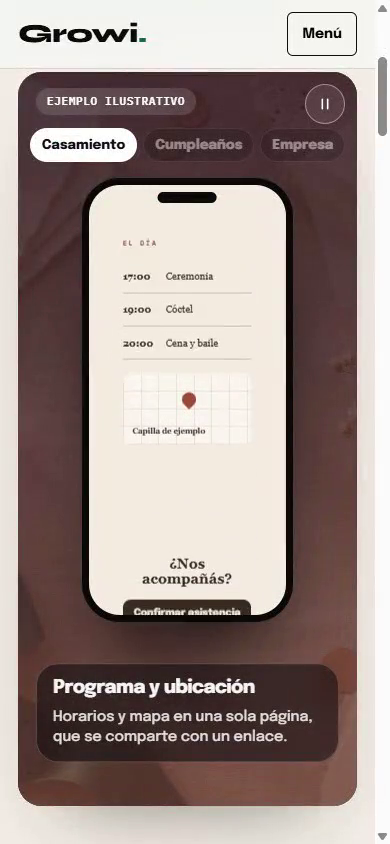 Growi.
Menú
EJEMPLO ILUSTRATIVO
Casamiento
Cumpleaños
Empresa
EL DÍA
17:00 Ceremonia
19:00 Cóctel
20:00 Cena y baile
Capilla de ejemplo
¿Nos
acompañás?
Confirmar asistencia
Programa y ubicación
Horarios y mapa en una sola página,
que se comparte con un enlace.